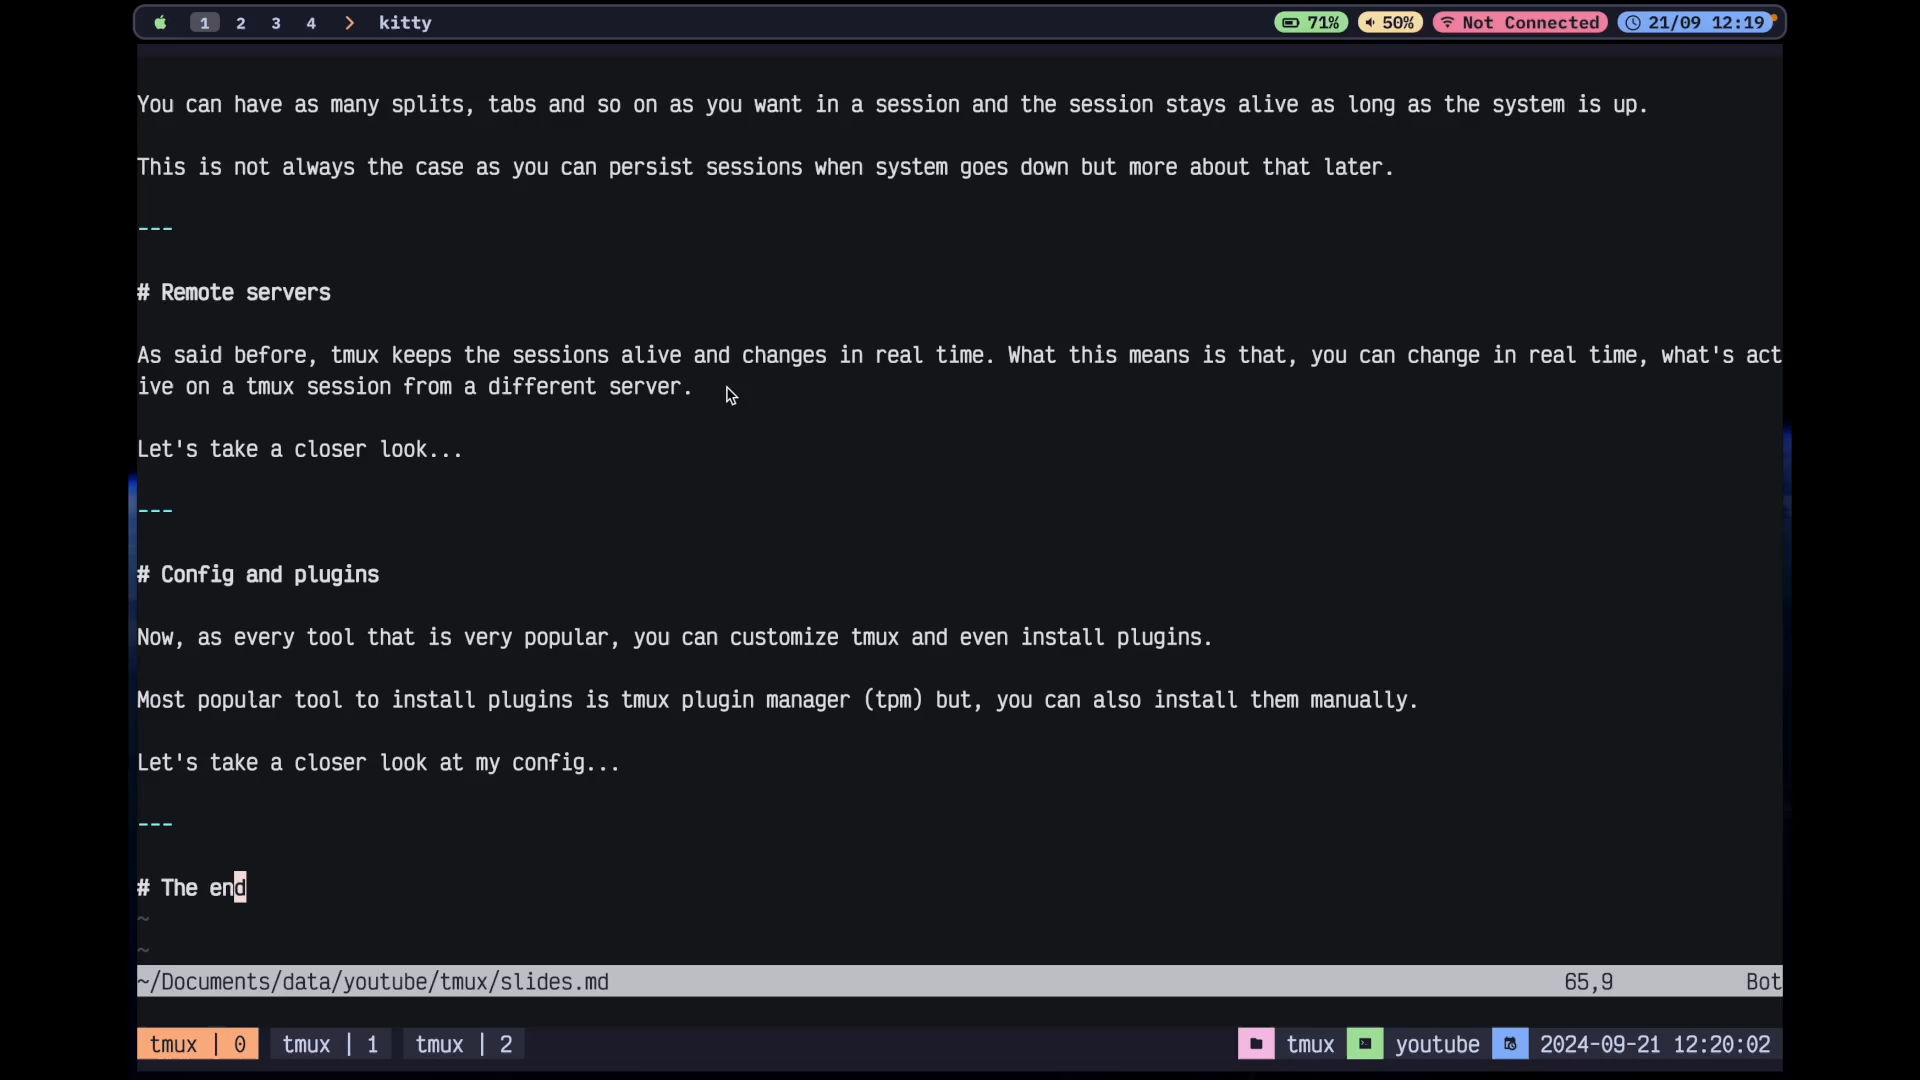 1 2 3 4 > kitty 71% 50% Not Connected 21/09 12:19
You can have as many splits, tabs and so on as you want in a session and the session stays alive as long as the system is up.
This is not always the case as you can persist sessions when system goes down but more about that later.
---
# Remote servers
As said before, tmux keeps the sessions alive and changes in real time. What this means is that, you can change in real time, what's act
ive on a tmux session from a different server.
Let's take a closer look...
---
# Config and plugins
Now, as every tool that is very popular, you can customize tmux and even install plugins.
Most popular tool to install plugins is tmux plugin manager (tpm) but, you can also install them manually.
Let's take a closer look at my config...
---
# The end
~
~
~/Documents/data/youtube/tmux/slides.md 65,9 Bot
tmux | 0 tmux | 1 tmux | 2 tmux youtube 2024-09-21 12:20:02